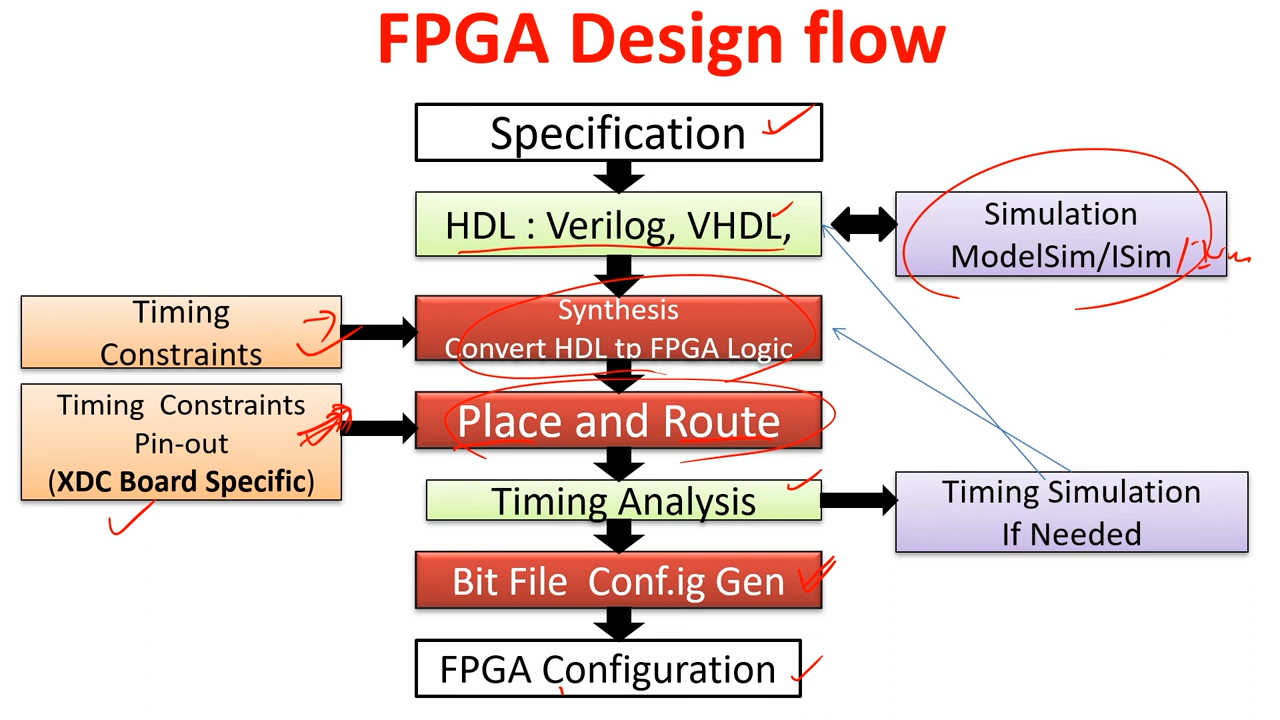 FPGA Design flow
Specification
HDL : Verilog, VHDL,
Simulation
ModelSim/ISim
Timing
Constraints
Synthesis
Convert HDL tp FPGA Logic
Timing Constraints
Pin-out
(XDC Board Specific)
Place and Route
Timing Analysis
Timing Simulation
If Needed
Bit File Conf.ig Gen
FPGA Configuration